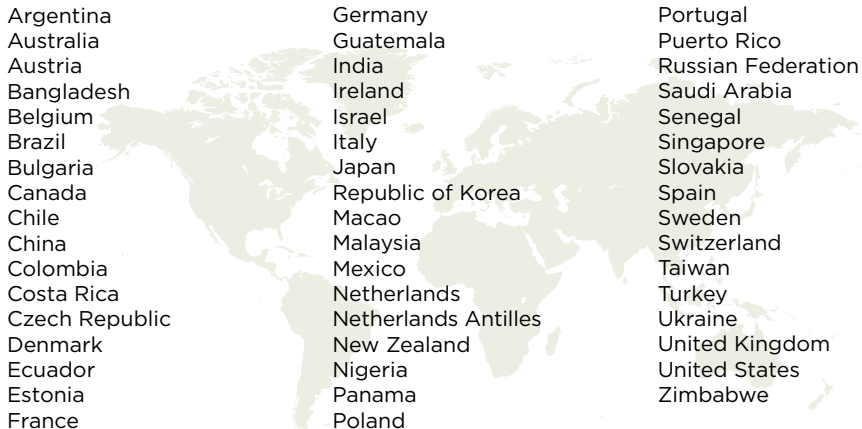 Argentina
Australia
Austria
Bangladesh
Belgium
Brazil
Bulgaria
Canada
Chile
China
Colombia
Costa Rica
Czech Republic
Denmark
Ecuador
Estonia
France
Germany
Guatemala
India
Ireland
Israel
Italy
Japan
Republic of Korea
Macao
Malaysia
Mexico
Netherlands
Netherlands Antilles
New Zealand
Nigeria
Panama
Poland
Portugal
Puerto Rico
Russian Federation
Saudi Arabia
Senegal
Singapore
Slovakia
Spain
Sweden
Switzerland
Taiwan
Turkey
Ukraine
United Kingdom
United States
Zimbabwe